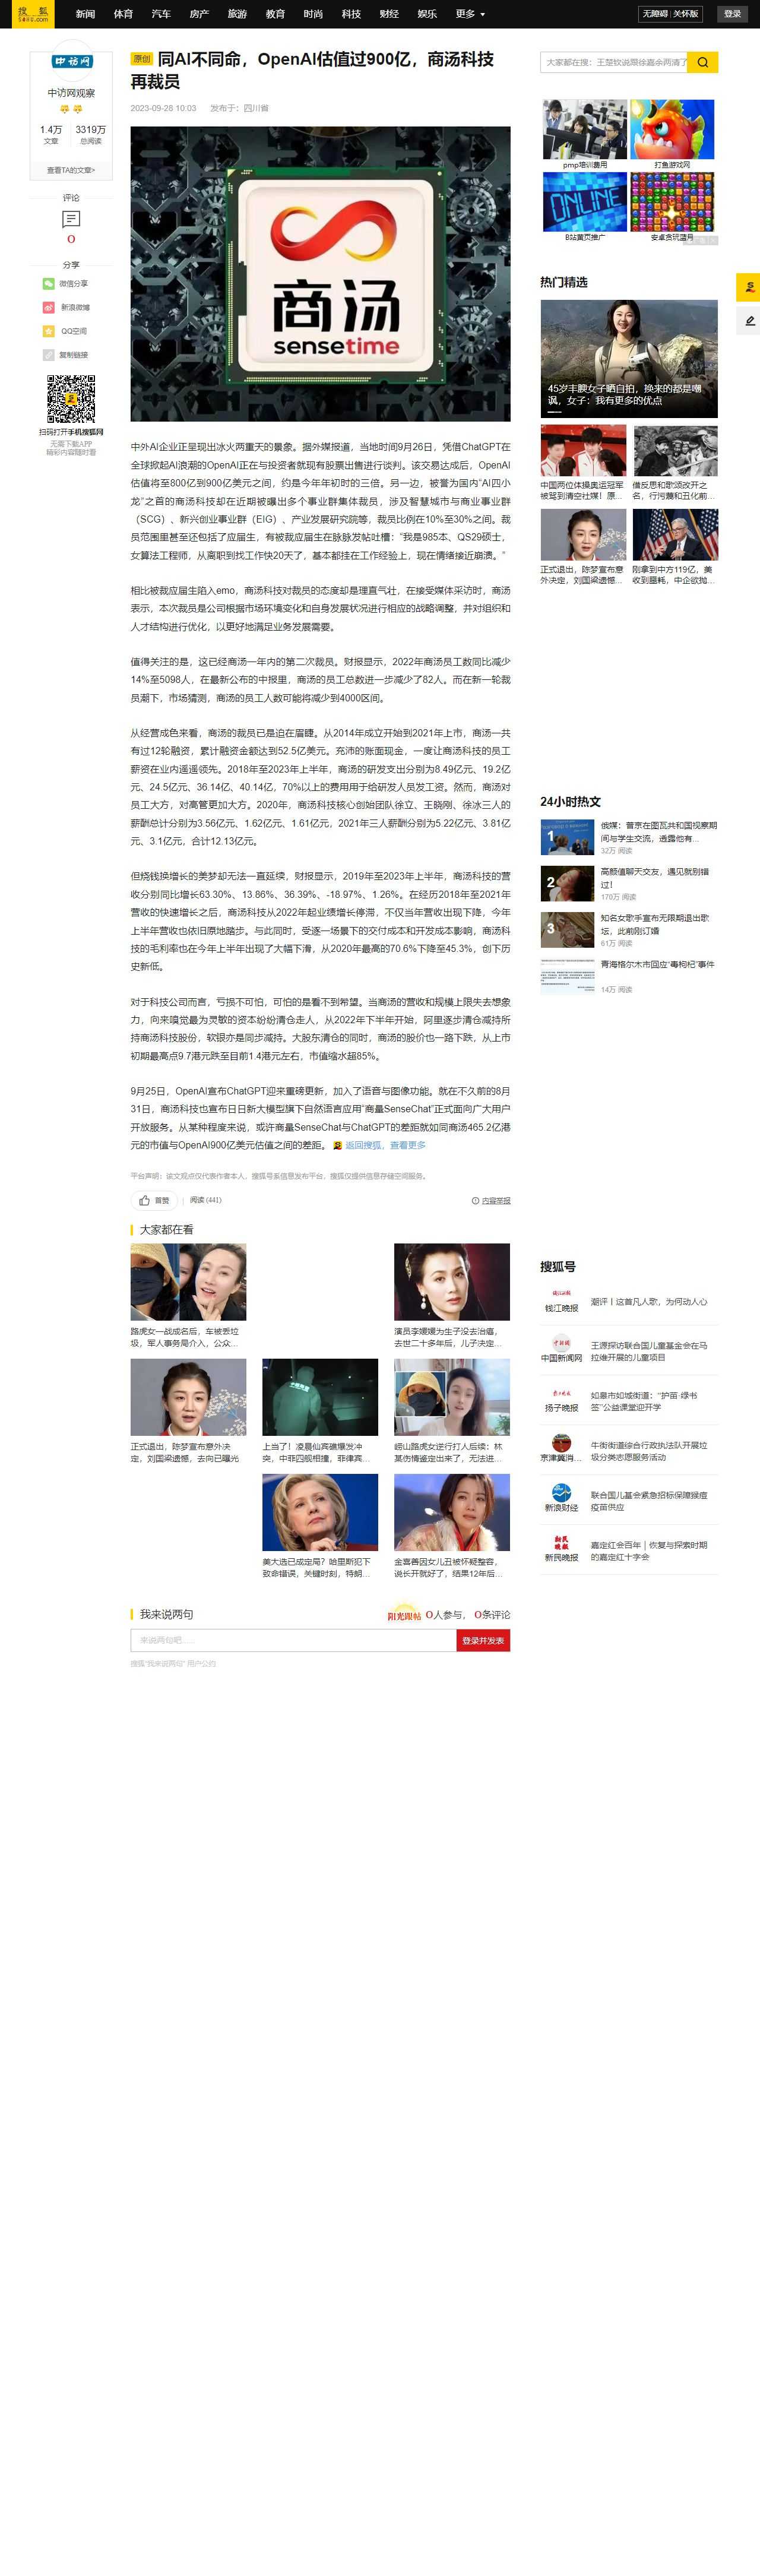 搜狐
sohu.com
新闻 体育 汽车 房产 旅游 教育 时尚 科技 财经 娱乐 更多
无障碍 | 关怀版 登录
中访网
中访网观察
1.4万 3319万
文章 总阅读
查看TA的文章>
评论
0
分享
微信分享
新浪微博
QQ空间
复制链接
扫码打开手机搜狐网
无需下载APP
精彩内容随时看
原创 同AI不同命，OpenAI估值过900亿，商汤科技
再裁员
2023-09-28 10:03 发布于：四川省
商汤
sensetime
中外AI企业正呈现出冰火两重天的景象。据外媒报道，当地时间9月26日，凭借ChatGPT在
全球掀起AI浪潮的OpenAI正在与投资者就现有股票出售进行谈判。该交易达成后，OpenAI
估值将至800亿到900亿美元之间，约是今年年初时的三倍。另一边，被誉为国内“AI四小
龙”之首的商汤科技却在近期被曝出多个事业群集体裁员，涉及智慧城市与商业事业群
（SCG）、新兴创业事业群（EIG）、产业发展研究院等，裁员比例在10%至30%之间。裁
员范围里甚至还包括了应届生，有被裁应届生在脉脉发帖吐槽：“我是985本、QS29硕士，
女算法工程师，从离职到找工作快20天了，基本都挂在工作经验上，现在情绪接近崩溃。”
相比被裁应届生陷入emo，商汤科技对裁员的态度却是理直气壮，在接受媒体采访时，商汤
表示，本次裁员是公司根据市场环境变化和自身发展状况进行相应的战略调整，并对组织和
人才结构进行优化，以更好地满足业务发展需要。
值得关注的是，这已经商汤一年内的第二次裁员。财报显示，2022年商汤员工数同比减少
14%至5098人，在最新公布的中报里，商汤的员工总数进一步减少了82人。而在新一轮裁
员潮下，市场猜测，商汤的员工人数可能将减少到4000区间。
从经营成色来看，商汤的裁员已是迫在眉睫。从2014年成立开始到2021年上市，商汤一共
有过12轮融资，累计融资金额达到52.5亿美元。充沛的账面现金，一度让商汤科技的员工
薪资在业内遥遥领先。2018年至2023年上半年，商汤的研发支出分别为8.49亿元、19.2亿
元、24.5亿元、36.14亿、40.14亿，70%以上的费用用于给研发人员发工资。然而，商汤对
员工大方，对高管更加大方。2020年，商汤科技核心创始团队徐立、王晓刚、徐冰三人的
薪酬总计分别为3.56亿元、1.62亿元、1.61亿元，2021年三人薪酬分别为5.22亿元、3.81亿
元、3.1亿元，合计12.13亿元。
但烧钱换增长的美梦却无法一直延续，财报显示，2019年至2023年上半年，商汤科技的营
收分别同比增长63.30%、13.86%、36.39%、-18.97%、1.26%。在经历2018年至2021年
营收的快速增长之后，商汤科技从2022年起业绩增长停滞，不仅当年营收出现下降，今年
上半年营收也依旧原地踏步。与此同时，受逐一场景下的交付成本和开发成本影响，商汤科
技的毛利率也在今年上半年出现了大幅下滑，从2020年最高的70.6%下降至45.3%，创下历
史新低。
对于科技公司而言，亏损不可怕，可怕的是看不到希望。当商汤的营收和规模上限失去想象
力，向来嗅觉最为灵敏的资本纷纷清仓走人，从2022年下半年开始，阿里逐步清仓减持所
持商汤科技股份，软银亦是同步减持。大股东清仓的同时，商汤的股价也一路下跌，从上市
初期最高点9.7港元跌至目前1.4港元左右，市值缩水超85%。
9月25日，OpenAI宣布ChatGPT迎来重磅更新，加入了语音与图像功能。就在不久前的8月
31日，商汤科技也宣布日日新大模型旗下自然语言应用“商量SenseChat”正式面向广大用户
开放服务。从某种程度来说，或许商量SenseChat与ChatGPT的差距就如同商汤465.2亿港
元的市值与OpenAI900亿美元估值之间的差距。 返回搜狐，查看更多
平台声明：该文观点仅代表作者本人，搜狐号系信息发布平台，搜狐仅提供信息存储空间服务。
首赞 阅读 (441) 内容举报
大家都在看
路虎女一战成名后，车被丢垃
圾，军人事务局介入，公众...
演员李媛媛为生子没去治癌，
去世二十多年后，儿子决定...
正式退出，陈梦宣布意外决
定，刘国梁遗憾，去向已曝光
上当了！凌晨仙宾礁爆发冲
突，中菲四舰相撞，菲律宾...
崂山路虎女逆行打人后续：林
某伤情鉴定出来了，无法进...
美大选已成定局？哈里斯犯下
致命错误，关键时刻，特朗...
金喜善因女儿丑被怀疑整容，
说长开就好了，结果12年后...
我来说两句
阳光跟帖 0人参与， 0条评论
来说两句吧......
登录并发表
搜狐“我来说两句” 用户公约
大家都在搜：
pmp培训费用 打鱼游戏网
ONLINE
B站黄页推广 安卓贪玩蓝月
热门精选
45岁丰腴女子晒自拍，换来的都是嘲
讽，女子：我有更多的优点
中国两位体操奥运冠军
被骂到清空社媒！原...
借反思和歌颂改开之
名，行污蔑和丑化前...
正式退出，陈梦宣布意
外决定，刘国梁遗憾...
刚拿到中方119亿，美
收到噩耗，中企欲抛...
24小时热文
1
俄媒：普京在图瓦共和国视察期
间与学生交流，透露他有...
32万 阅读
2
高颜值聊天交友，遇见就别错
过！
170万 阅读
3
知名女歌手宣布无限期退出歌
坛，此前刚订婚
61万 阅读
青海格尔木市回应“毒枸杞”事件
14万 阅读
搜狐号
钱江晚报
潮评丨这首凡人歌，为何动人心
中国新闻网
王源探访联合国儿童基金会在马
拉维开展的儿童项目
扬子晚报
如皋市如城街道：“护苗·绿书
签”公益课堂迎开学
京津冀消...
牛街街道综合行政执法队开展垃
圾分类志愿服务活动
新浪财经
联合国儿基会紧急招标保障猴痘
疫苗供应
新民晚报
嘉定红会百年｜恢复与探索时期
的嘉定红十字会